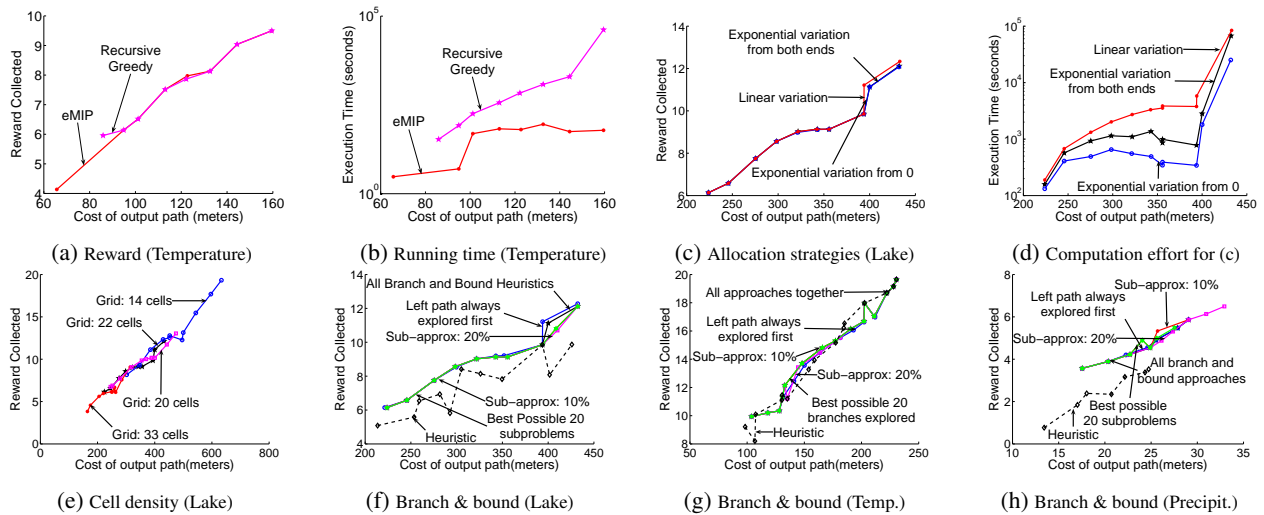 10
9
8
7
6
5
4
Reward Collected
Recursive
Greedy
eMIP
60 80 100 120 140 160
Cost of output path (meters)
(a) Reward (Temperature)
10^5
10^0
Execution Time (seconds)
Recursive
Greedy
eMIP
60 80 100 120 140 160
Cost of output path (meters)
(b) Running time (Temperature)
14
12
10
8
6
Reward Collected
Exponential variation
from both ends
Linear variation
Exponential variation from 0
200 250 300 350 400 450
Cost of output path (meters)
(c) Allocation strategies (Lake)
10^5
10^4
10^3
10^2
Execution Time (seconds)
Linear variation
Exponential variation
from both ends
Exponential variation from 0
200 250 300 350 400 450
Cost of output path (meters)
(d) Computation effort for (c)
20
15
10
5
0
Reward Collected
Grid: 14 cells
Grid: 22 cells
Grid: 20 cells
Grid: 33 cells
0 200 400 600 800
Cost of output path(meters)
(e) Cell density (Lake)
14
12
10
8
6
4
Reward Collected
All Branch and Bound Heuristics
Left path always
explored first
Sub-approx: 20%
Sub-approx: 10%
Best Possible 20
subproblems
Heuristic
200 250 300 350 400 450
Cost of output path(meters)
(f) Branch & bound (Lake)
20
18
16
14
12
10
8
Reward Collected
All approaches together
Left path always
explored first
Sub-approx: 10%
Sub-approx: 20%
Best possible 20
branches explored
Heuristic
50 100 150 200 250
Cost of output path(meters)
(g) Branch & bound (Temp.)
8
6
4
2
0
Reward Collected
Sub-approx: 10%
Left path always
explored first
Sub-approx: 20%
All branch and
bound approaches
Best possible
20 subproblems
Heuristic
10 15 20 25 30 35
Cost of output path(meters)
(h) Branch & bound (Precipit.)